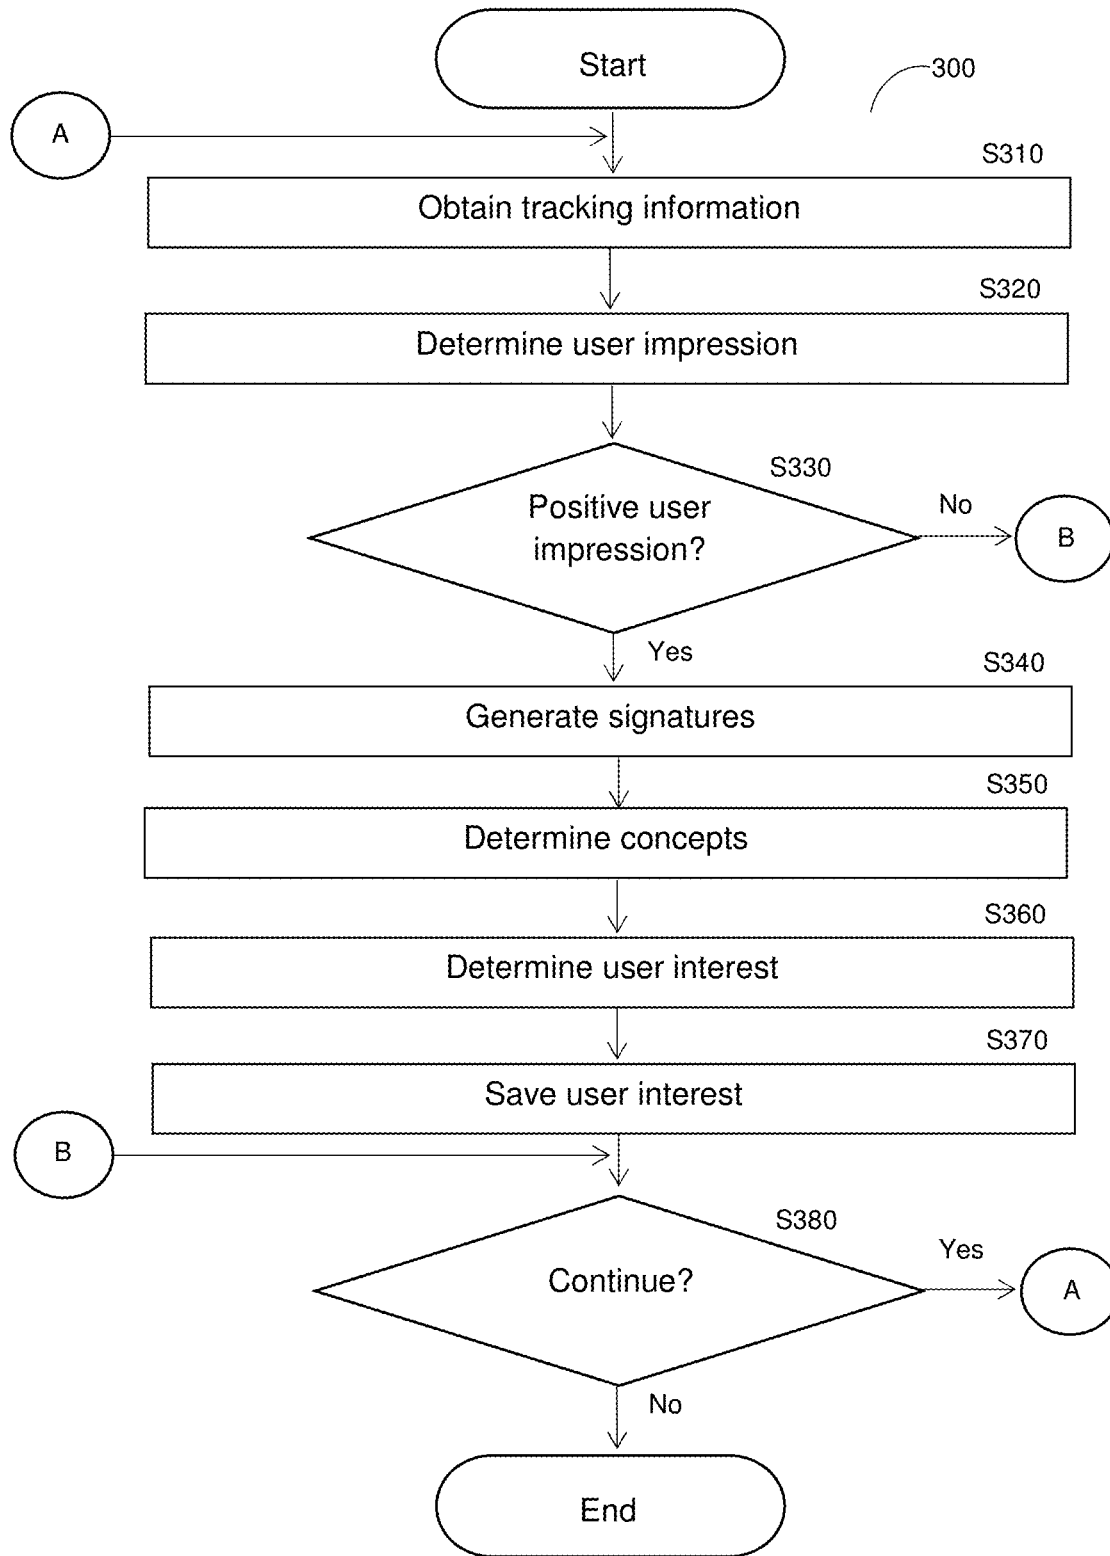 Start
300
A
S310
Obtain tracking information
S320
Determine user impression
S330
Positive user
impression?
No
B
Yes
S340
Generate signatures
S350
Determine concepts
S360
Determine user interest
S370
Save user interest
B
S380
Continue?
Yes
A
No
End